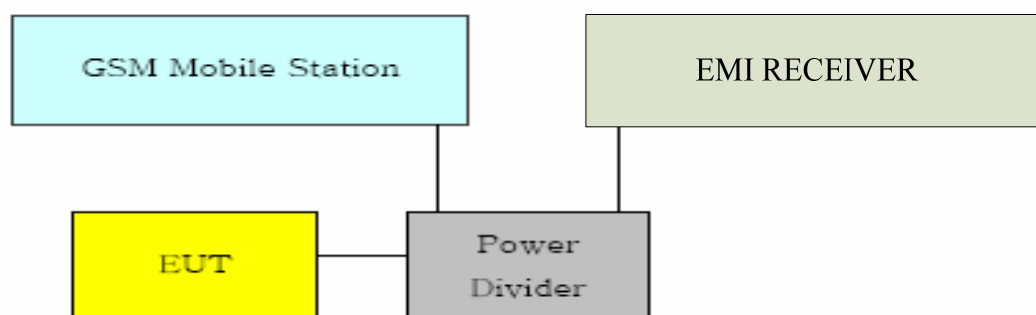 GSM Mobile Station
EMI RECEIVER
EUT
Power
Divider